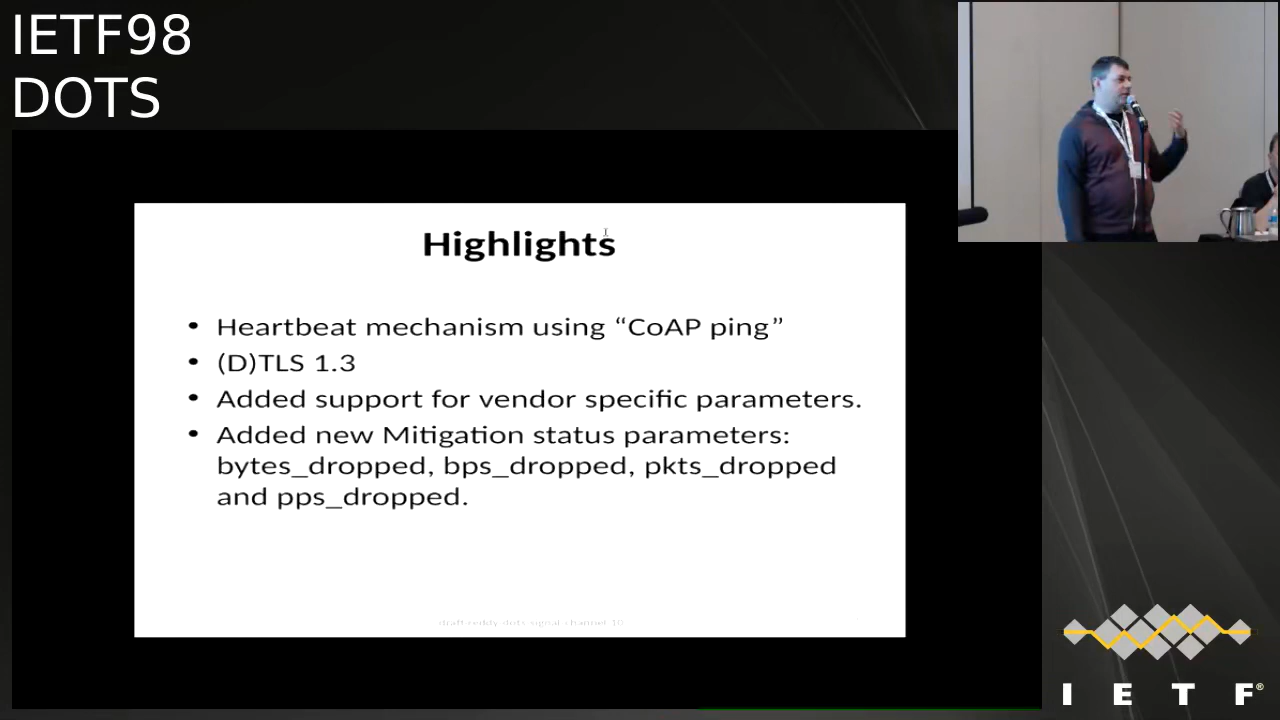 IETF98
DOTS
Highlights
• Heartbeat mechanism using “CoAP ping”
• (D)TLS 1.3
• Added support for vendor specific parameters.
• Added new Mitigation status parameters:
bytes_dropped, bps_dropped, pkts_dropped
and pps_dropped.
draft-reddy-dots-signal-channel-10
I E T F®